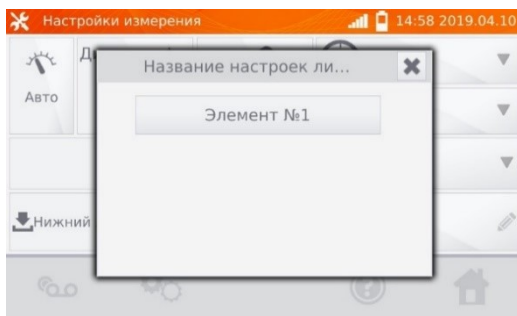 Настройки измерения
14:58 2019.04.10
Название настроек ли...
Авто
Элемент №1
Нижний